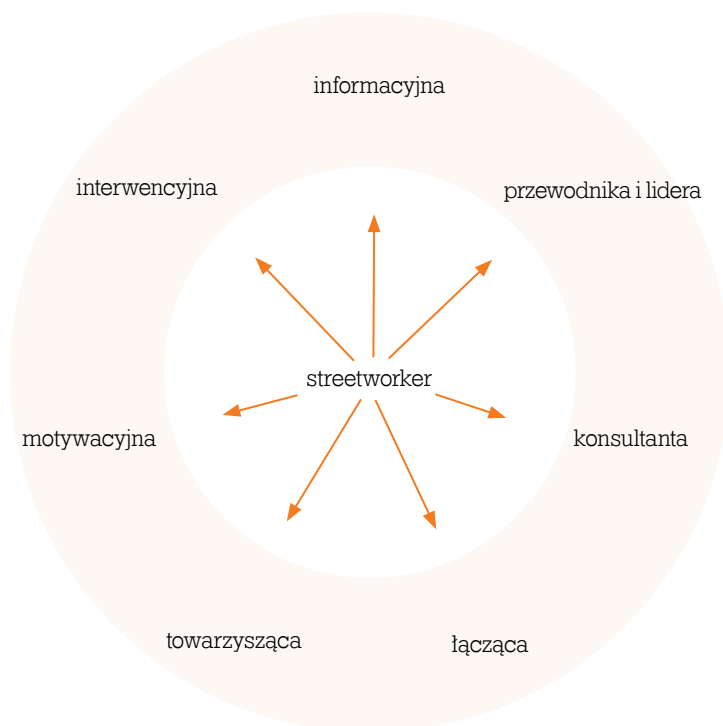 informacyjna
interwencyjna
przewodnika i lidera
streetworker
motywacyjna
konsultanta
towarzysząca
łącząca